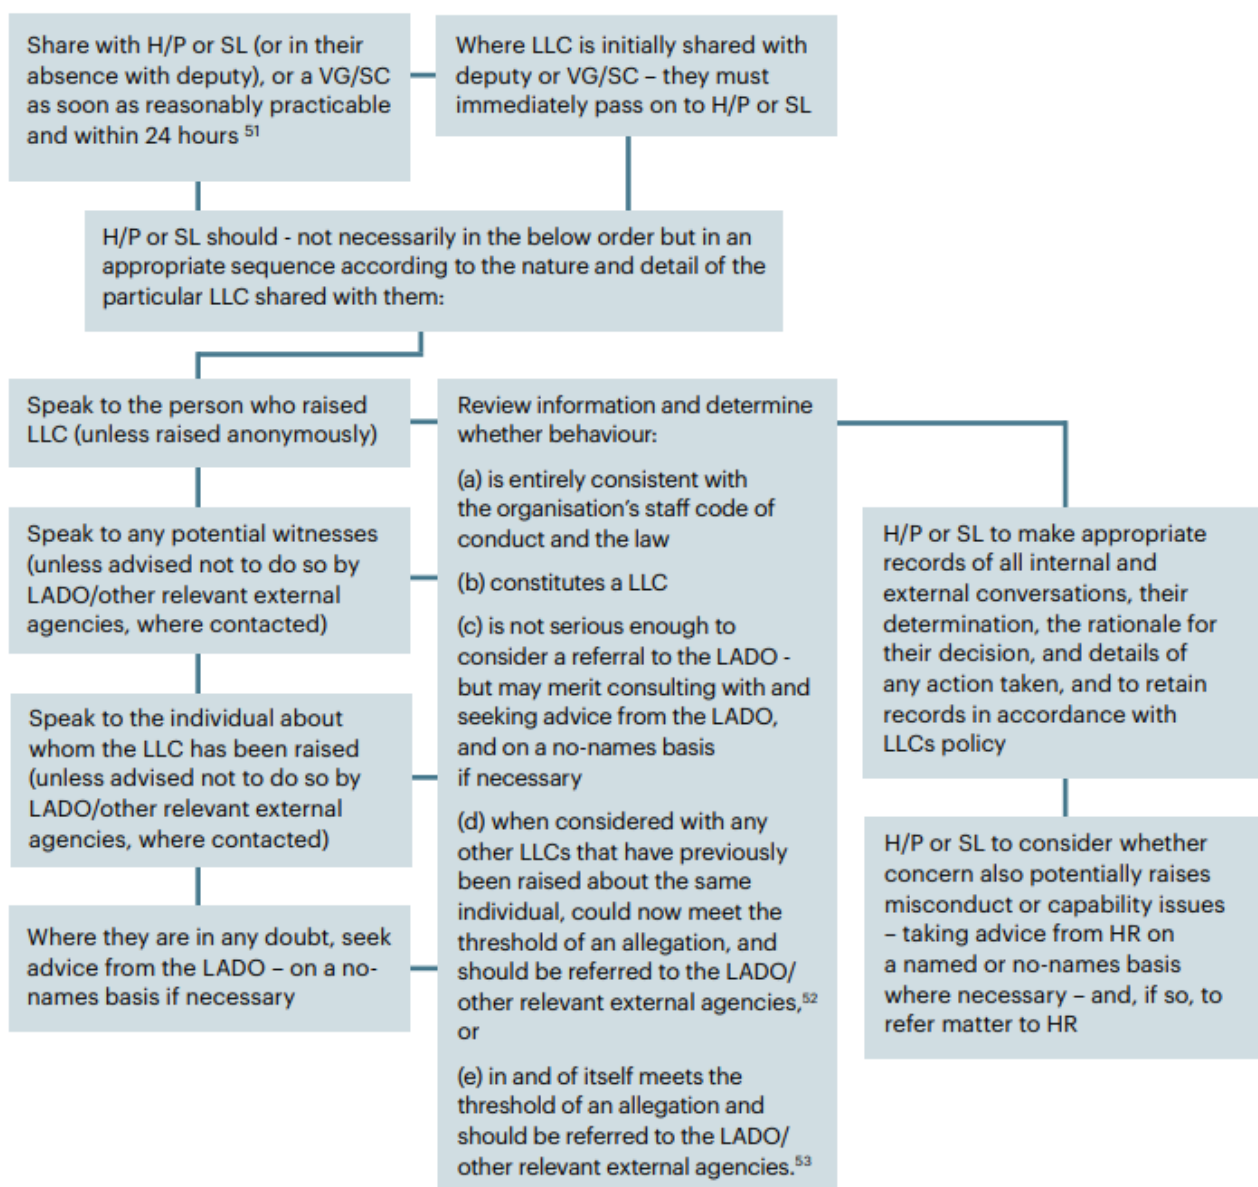 Share with H/P or SL (or in their
absence with deputy), or a VG/SC
as soon as reasonably practicable
and within 24 hours 51
Where LLC is initially shared with
deputy or VG/SC – they must
immediately pass on to H/P or SL
H/P or SL should - not necessarily in the below order but in an
appropriate sequence according to the nature and detail of the
particular LLC shared with them:
Speak to the person who raised
LLC (unless raised anonymously)
Speak to any potential witnesses
(unless advised not to do so by
LADO/other relevant external
agencies, where contacted)
Speak to the individual about
whom the LLC has been raised
(unless advised not to do so by
LADO/other relevant external
agencies, where contacted)
Where they are in any doubt, seek
advice from the LADO – on a no-
names basis if necessary
Review information and determine
whether behaviour:
(a) is entirely consistent with
the organisation's staff code of
conduct and the law
(b) constitutes a LLC
(c) is not serious enough to
consider a referral to the LADO -
but may merit consulting with and
seeking advice from the LADO,
and on a no-names basis
if necessary
(d) when considered with any
other LLCs that have previously
been raised about the same
individual, could now meet the
threshold of an allegation, and
should be referred to the LADO/
other relevant external agencies,52
or
(e) in and of itself meets the
threshold of an allegation and
should be referred to the LADO/
other relevant external agencies.53
H/P or SL to make appropriate
records of all internal and
external conversations, their
determination, the rationale for
their decision, and details of
any action taken, and to retain
records in accordance with
LLCs policy
H/P or SL to consider whether
concern also potentially raises
misconduct or capability issues
– taking advice from HR on
a named or no-names basis
where necessary – and, if so, to
refer matter to HR